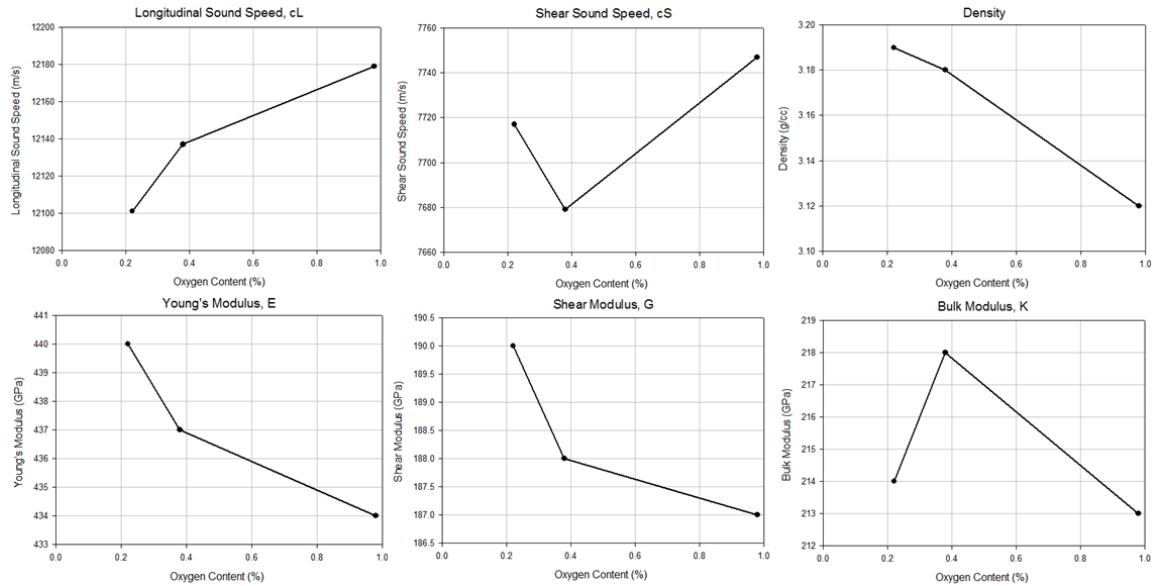 Longitudinal Sound Speed, cL
12200
12180
12160
12140
12120
12100
12080
Longitudinal Sound Speed (m/s)
0.0 0.2 0.4 0.6 0.8 1.0
Oxygen Content (%)
Shear Sound Speed, cS
7760
7740
7720
7700
7680
7660
Shear Sound Speed (m/s)
0.0 0.2 0.4 0.6 0.8 1.0
Oxygen Content (%)
Density
3.20
3.18
3.16
3.14
3.12
3.10
Density (g/cc)
0.0 0.2 0.4 0.6 0.8 1.0
Oxygen Content (%)
Young's Modulus, E
441
440
439
438
437
436
435
434
433
Young's Modulus (GPa)
0.0 0.2 0.4 0.6 0.8 1.0
Oxygen Content (%)
Shear Modulus, G
190.5
190.0
189.5
189.0
188.5
188.0
187.5
187.0
186.5
Shear Modulus (GPa)
0.0 0.2 0.4 0.6 0.8 1.0
Oxygen Content (%)
Bulk Modulus, K
219
218
217
216
215
214
213
212
Bulk Modulus (GPa)
0.0 0.2 0.4 0.6 0.8 1.0
Oxygen Content (%)